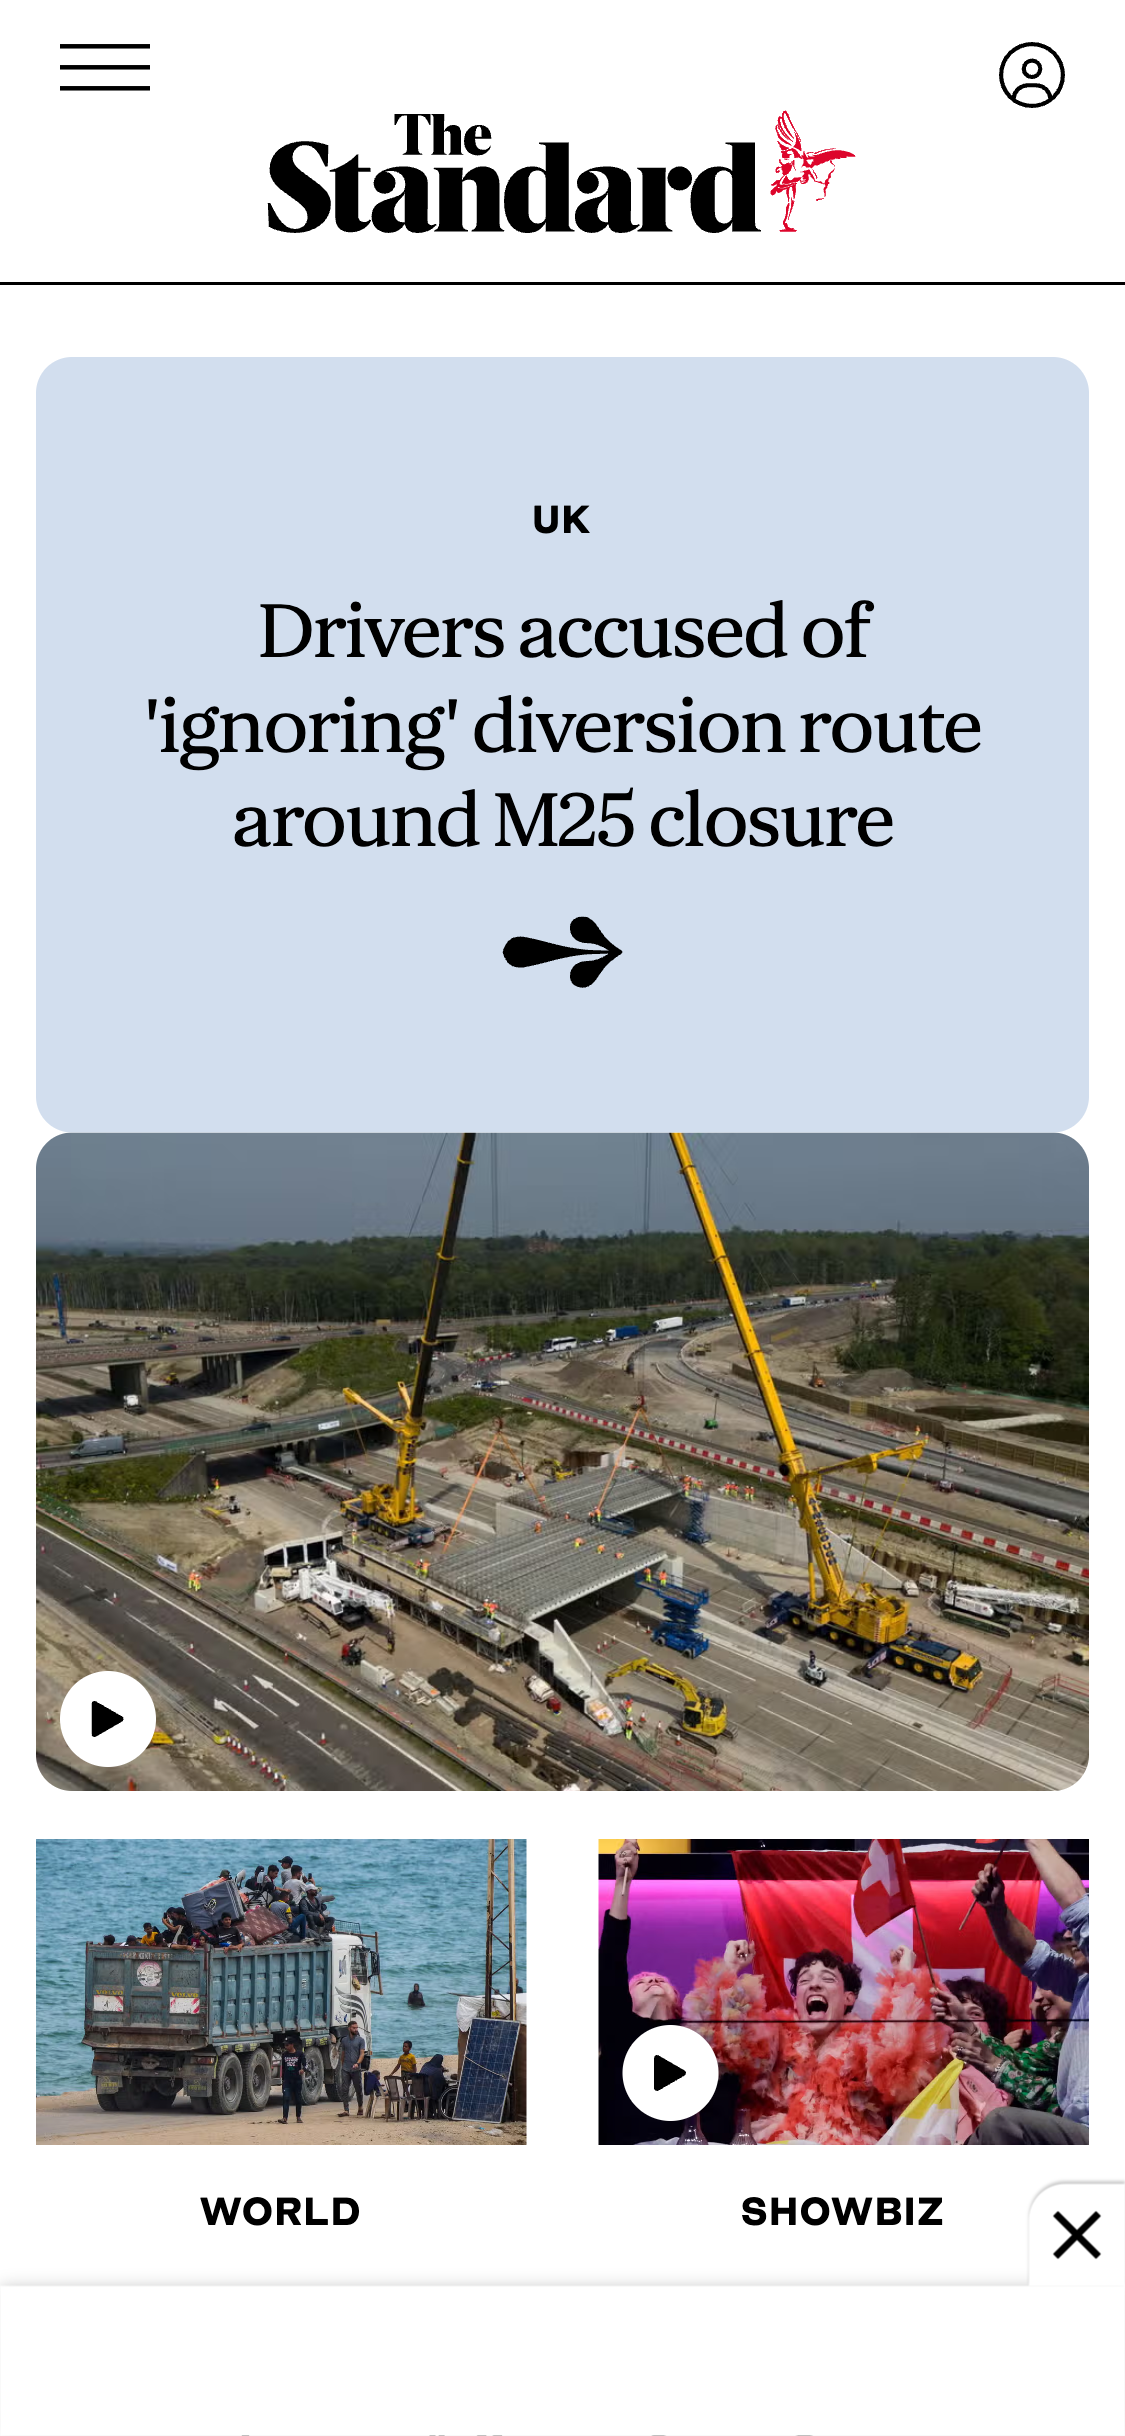 The
Standard
UK
Drivers accused of
'ignoring' diversion route
around M25 closure
WORLD
SHOWBIZ